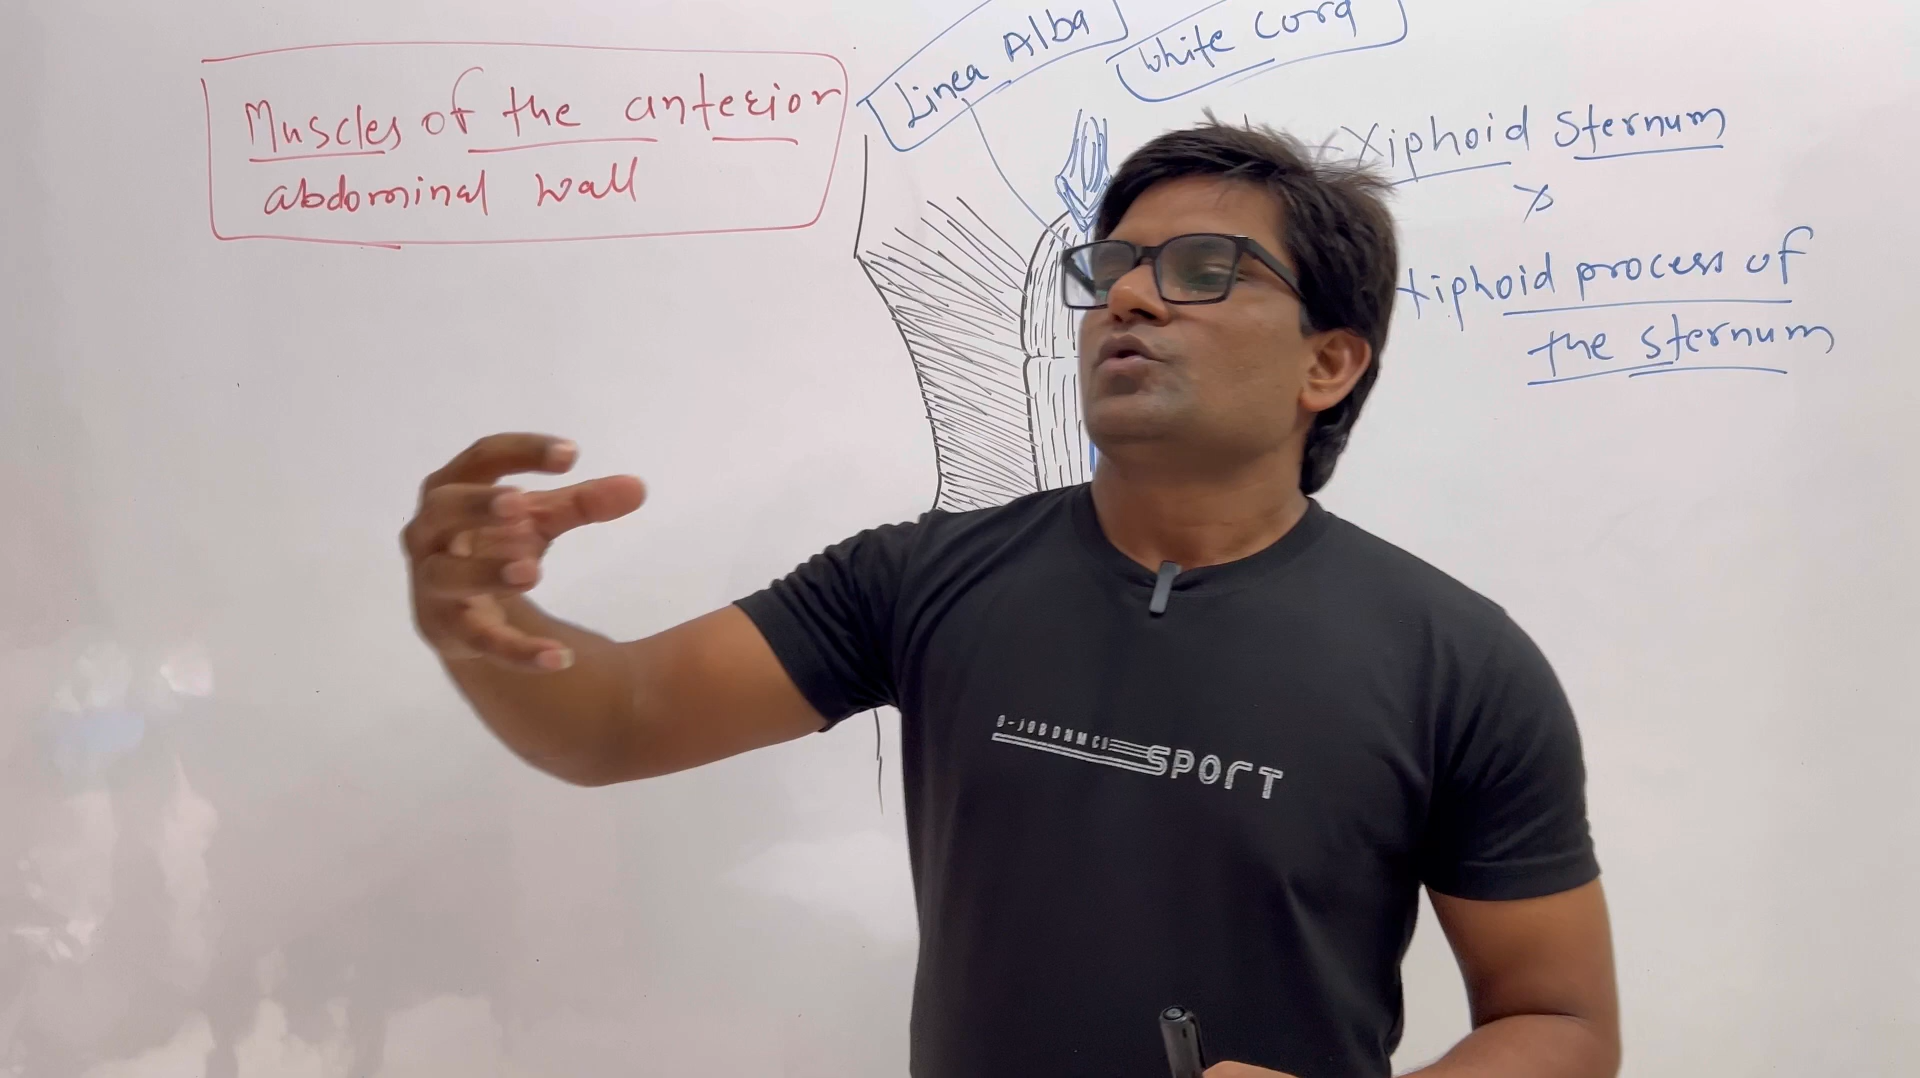 Muscles of the anterior
abdominal wall
Linea Alba
White Cord
Xiphoid Sternum
x
xiphoid process of
the sternum
SPORT